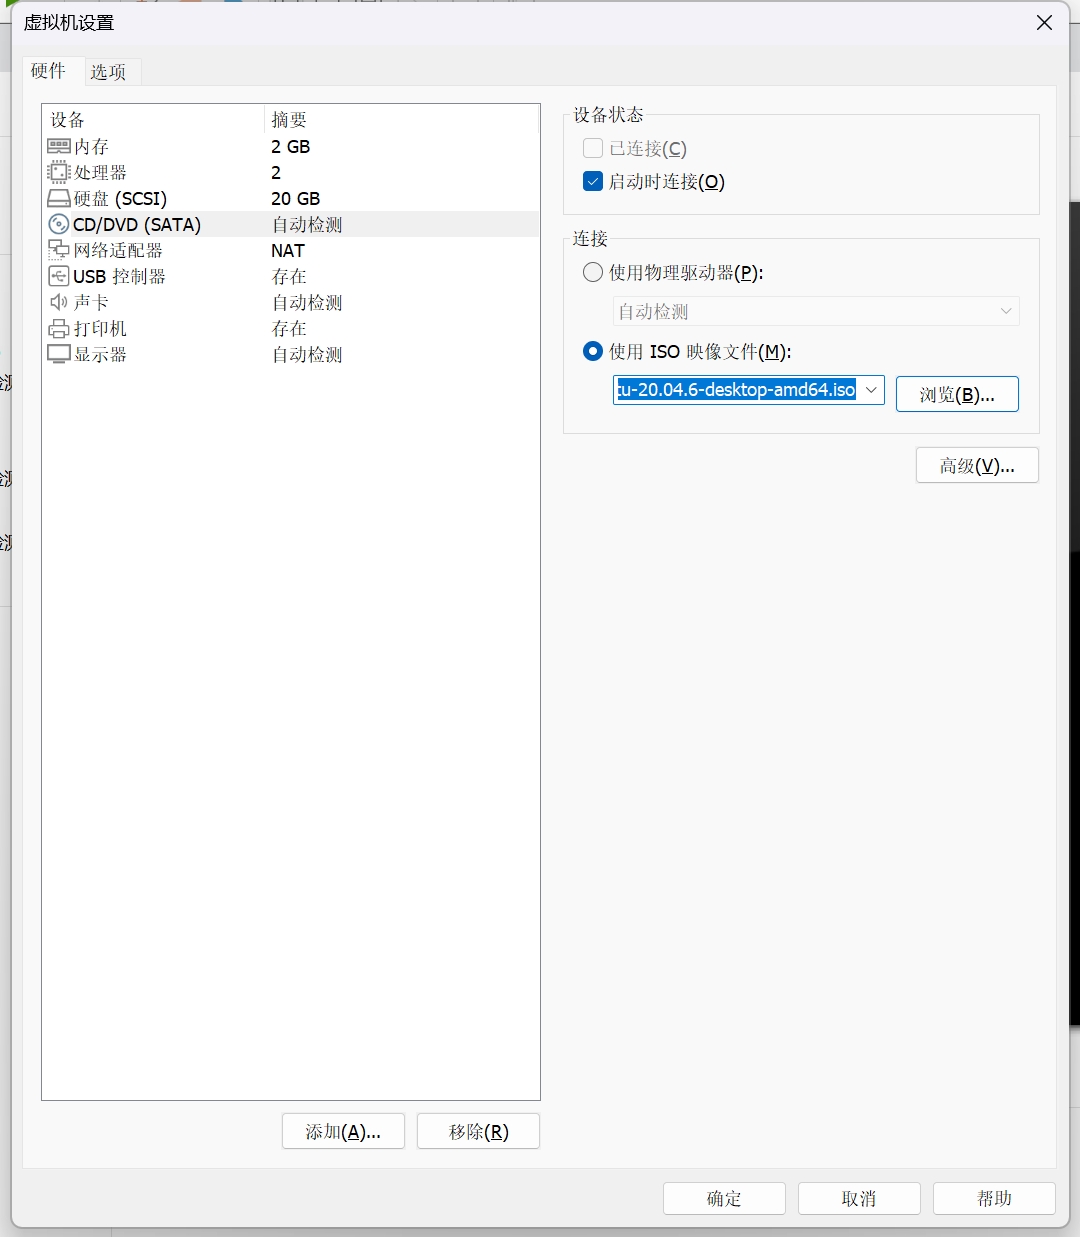 虚拟机设置
硬件 选项
设备 摘要
内存 2 GB
处理器 2
硬盘 (SCSI) 20 GB
CD/DVD (SATA) 自动检测
网络适配器 NAT
USB 控制器 存在
声卡 自动检测
打印机 存在
显示器 自动检测
添加(A)...
移除(R)
设备状态
已连接(C)
启动时连接(O)
连接
使用物理驱动器(P):
自动检测
使用 ISO 映像文件(M):
tu-20.04.6-desktop-amd64.iso
浏览(B)...
高级(V)...
确定
取消
帮助